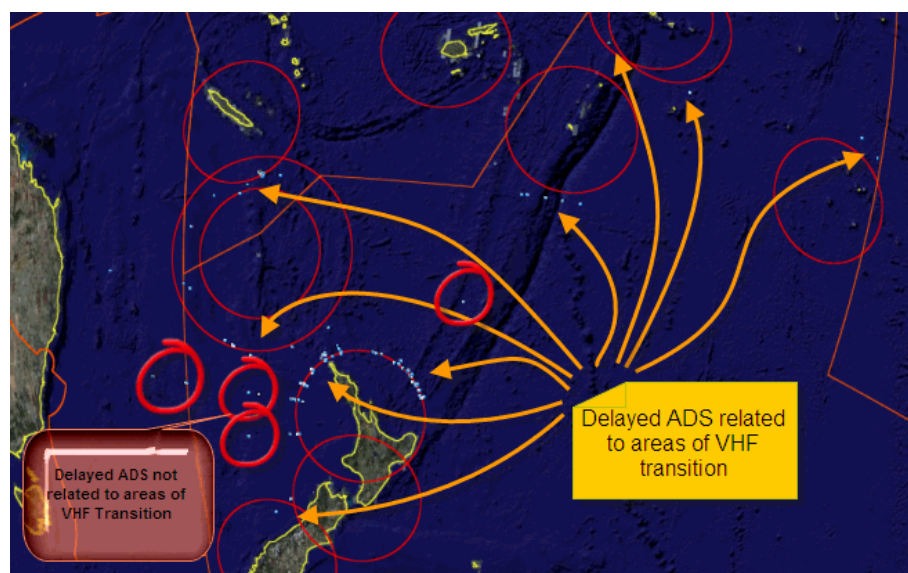 Delayed ADS related
to areas of VHF
transition
Delayed ADS not
related to areas of
VHF Transition